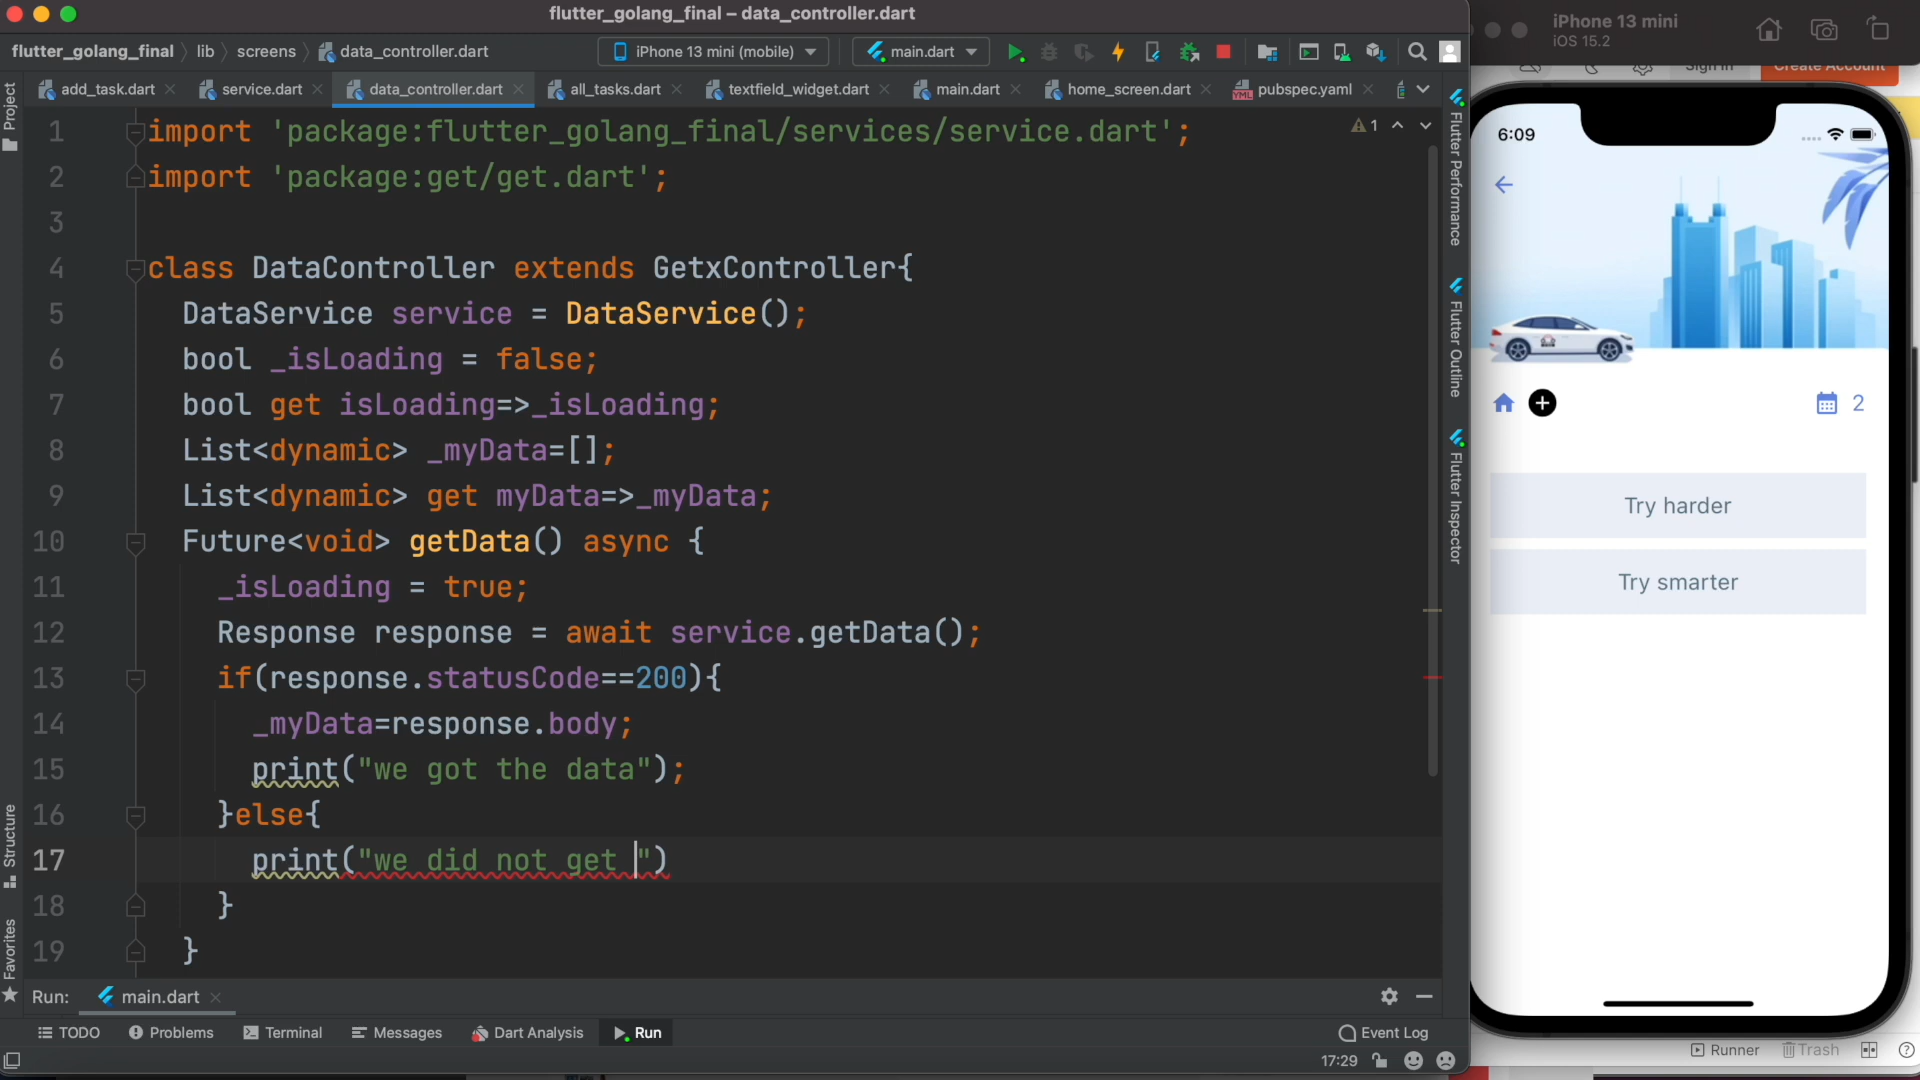 flutter_golang_final – data_controller.dart
flutter_golang_final lib screens data_controller.dart
iPhone 13 mini (mobile) main.dart
add_task.dart service.dart data_controller.dart all_tasks.dart textfield_widget.dart main.dart home_screen.dart pubspec.yaml
Project
Structure
Favorites
1 import 'package:flutter_golang_final/services/service.dart';
2 import 'package:get/get.dart';
3
4 class DataController extends GetxController{
5 DataService service = DataService();
6 bool _isLoading = false;
7 bool get isLoading=>_isLoading;
8 List<dynamic> _myData=[];
9 List<dynamic> get myData=>_myData;
10 Future<void> getData() async {
11 _isLoading = true;
12 Response response = await service.getData();
13 if(response.statusCode==200){
14 _myData=response.body;
15 print("we got the data");
16 }else{
17 print("we did not get ")
18 }
19 }
1
Flutter Performance
Flutter Outline
Flutter Inspector
Run: main.dart
TODO Problems Terminal Messages Dart Analysis Run Event Log
17:29
iPhone 13 mini
iOS 15.2
Sign In Create Account
6:09
2
Try harder
Try smarter
Runner Trash